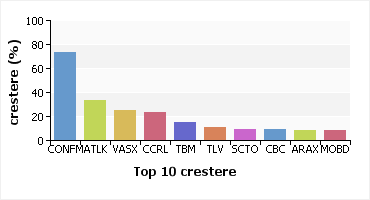 100
80
60
40
20
0
crestere (%)
CONFMATLK VASX CCRL TBM TLV SCTO CBC ARAX MOBD
Top 10 crestere